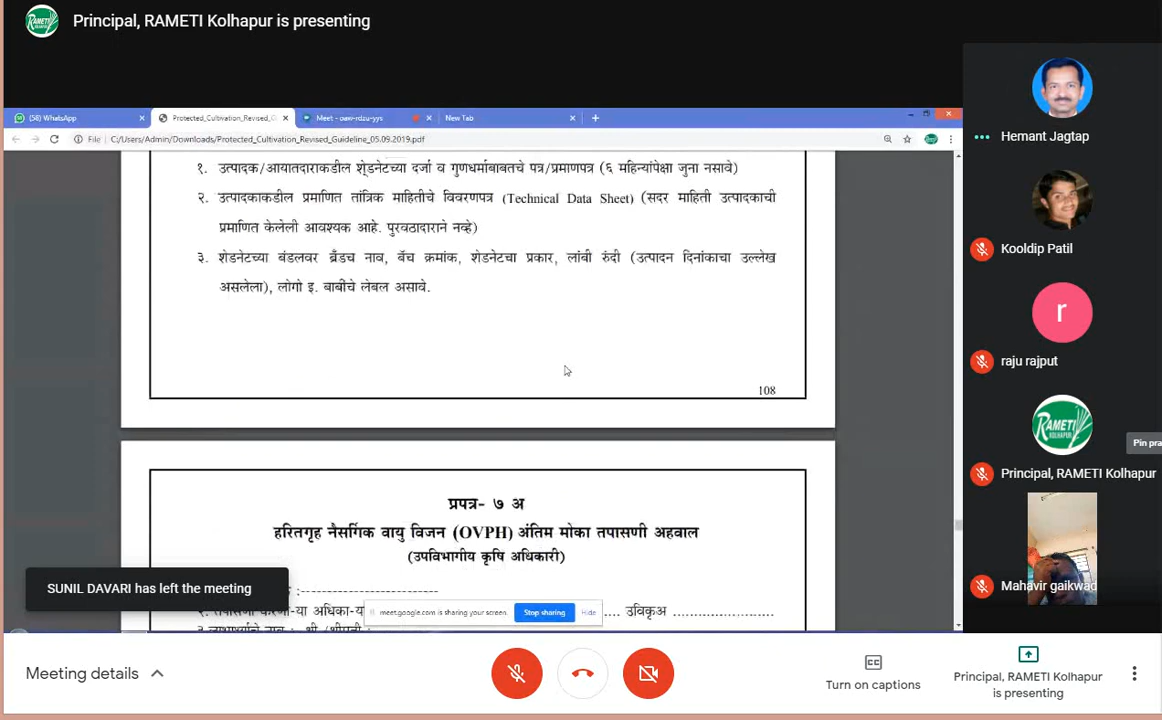 Principal, RAMETI Kolhapur is presenting
(58) WhatsApp
Protected_Cultivation_Revised_G
Meet - oaxi-rdzu-yys
New Tab
File
C:/Users/Admin/Downloads/Protected_Cultivation_Revised_Guideline_05.09.2019.pdf
१. उत्पादक/आयातदाराकडील शेडनेटच्या दर्जा व गुणधर्माबाबतचे पत्र/प्रमाणपत्र (६ महिन्यांपेक्षा जुना नसावे)
२. उत्पादकाकडील प्रमाणित तांत्रिक माहितीचे विवरणपत्र (Technical Data Sheet) (सदर माहिती उत्पादकाची
प्रमाणित केलेली आवश्यक आहे. पुरवठादाराने नव्हे)
३. शेडनेटच्या बंडलवर ब्रँडच नाव, बॅच क्रमांक, शेडनेटचा प्रकार, लांबी रुंदी (उत्पादन दिनांकाचा उल्लेख
असलेला), लोगो इ. बाबींचे लेबल असावे.
108
प्रपत्र- ७ अ
हरितगृह नैसर्गिक वायु विजन (OVPH) अंतिम मोका तपासणी अहवाल
(उपविभागीय कृषि अधिकारी)
:-------------------------
उविकृअ ......................
SUNIL DAVARI has left the meeting
meet.google.com is sharing your screen.
Stop sharing
Hide
Hemant Jagtap
Kooldip Patil
r
raju rajput
RAMETI
KOLHAPUR
Pin pra
Principal, RAMETI Kolhapur
Mahavir gaikwad
Meeting details
Turn on captions
Principal, RAMETI Kolhapur
is presenting